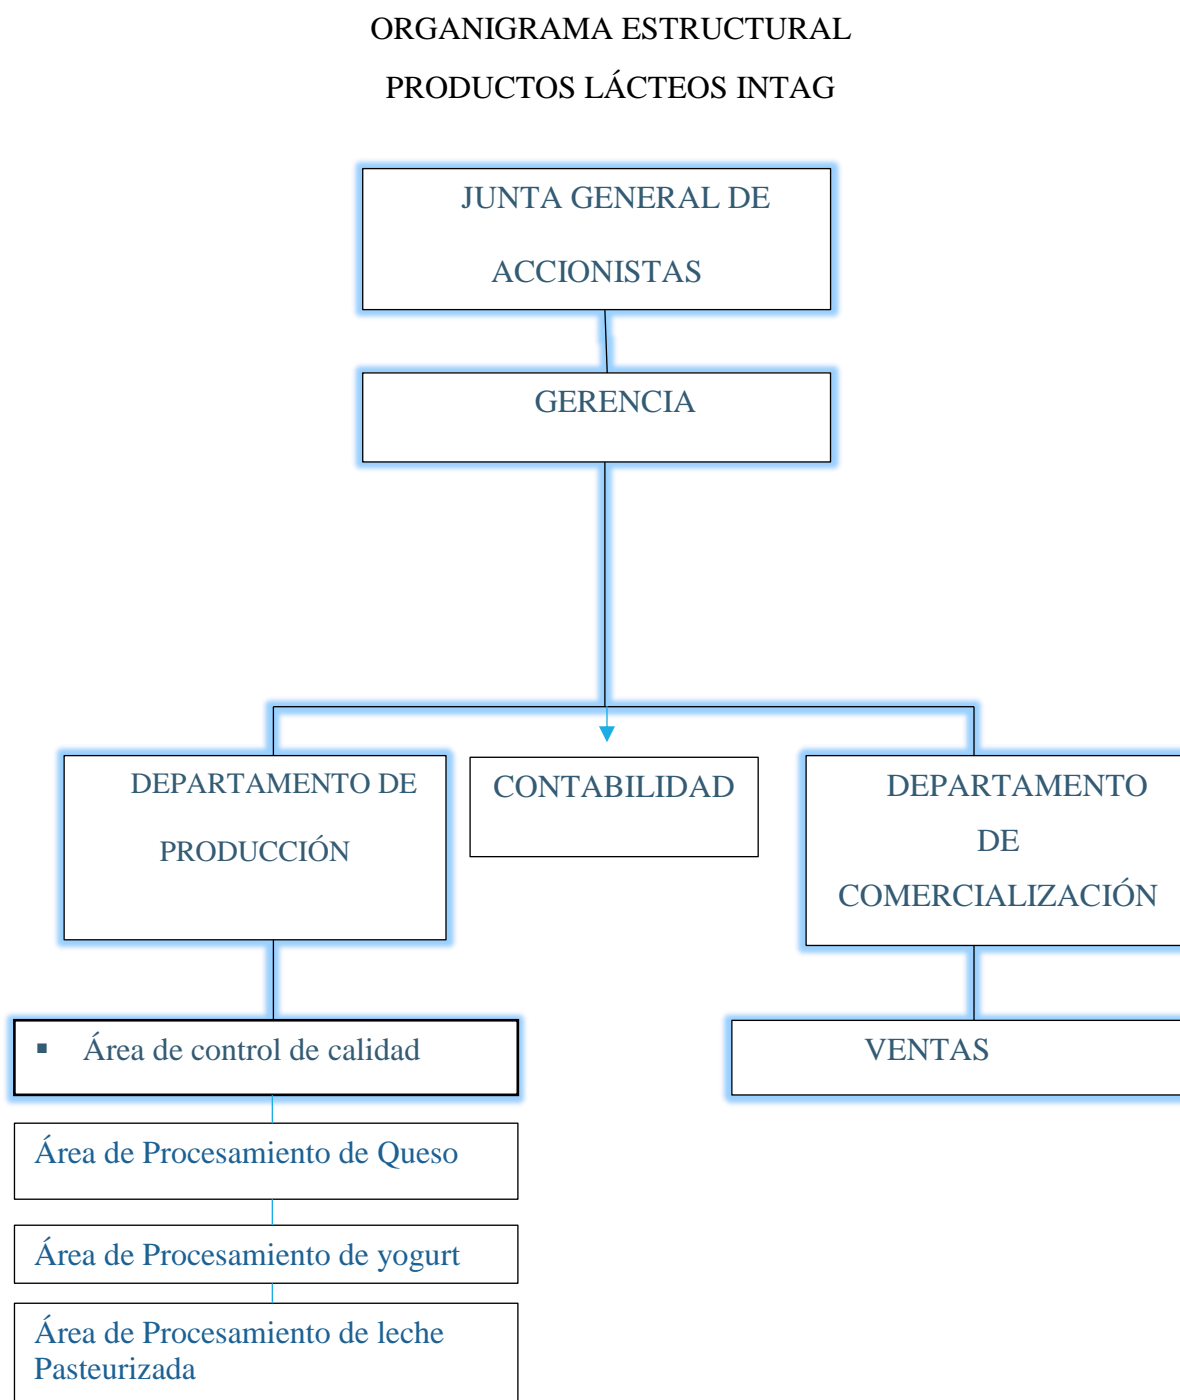 ORGANIGRAMA ESTRUCTURAL
PRODUCTOS LÁCTEOS INTAG
JUNTA GENERAL DE
ACCIONISTAS
GERENCIA
DEPARTAMENTO DE
PRODUCCIÓN
CONTABILIDAD
DEPARTAMENTO
DE
COMERCIALIZACIÓN
▪ Área de control de calidad
VENTAS
Área de Procesamiento de Queso
Área de Procesamiento de yogurt
Área de Procesamiento de leche
Pasteurizada